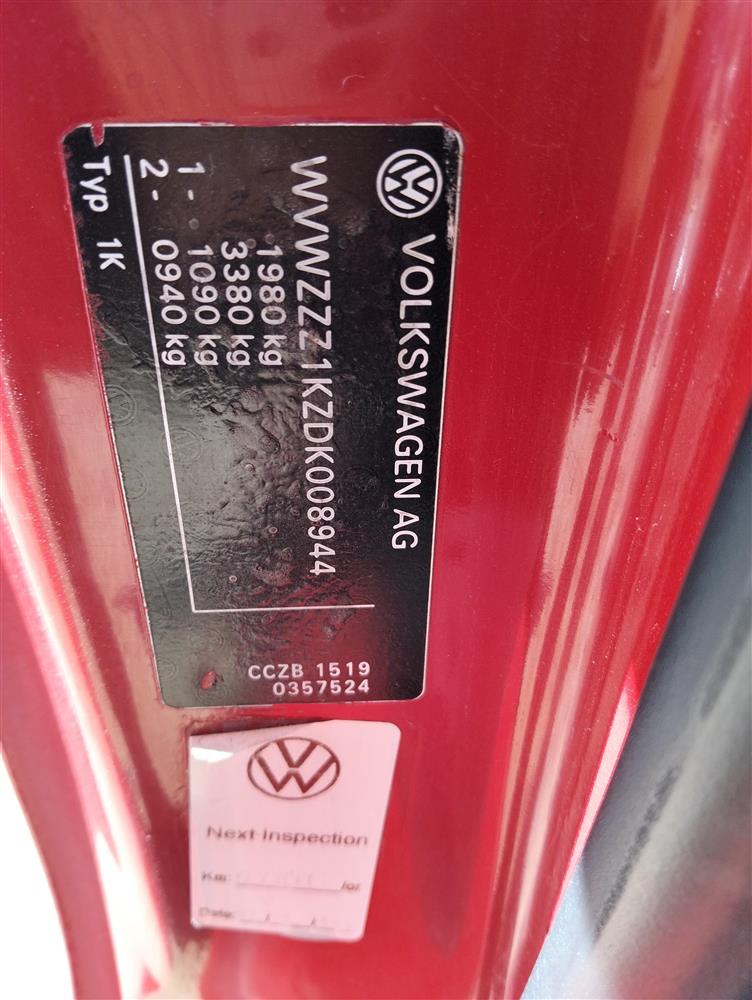 VOLKSWAGEN AG
WVWZZZ1KZDK008944
1980 kg
3380 kg
1 - 1090 kg
2 - 0940 kg
Typ 1K
CCZB 1519
0357524
Next Inspection
Km: /or
Date: / /